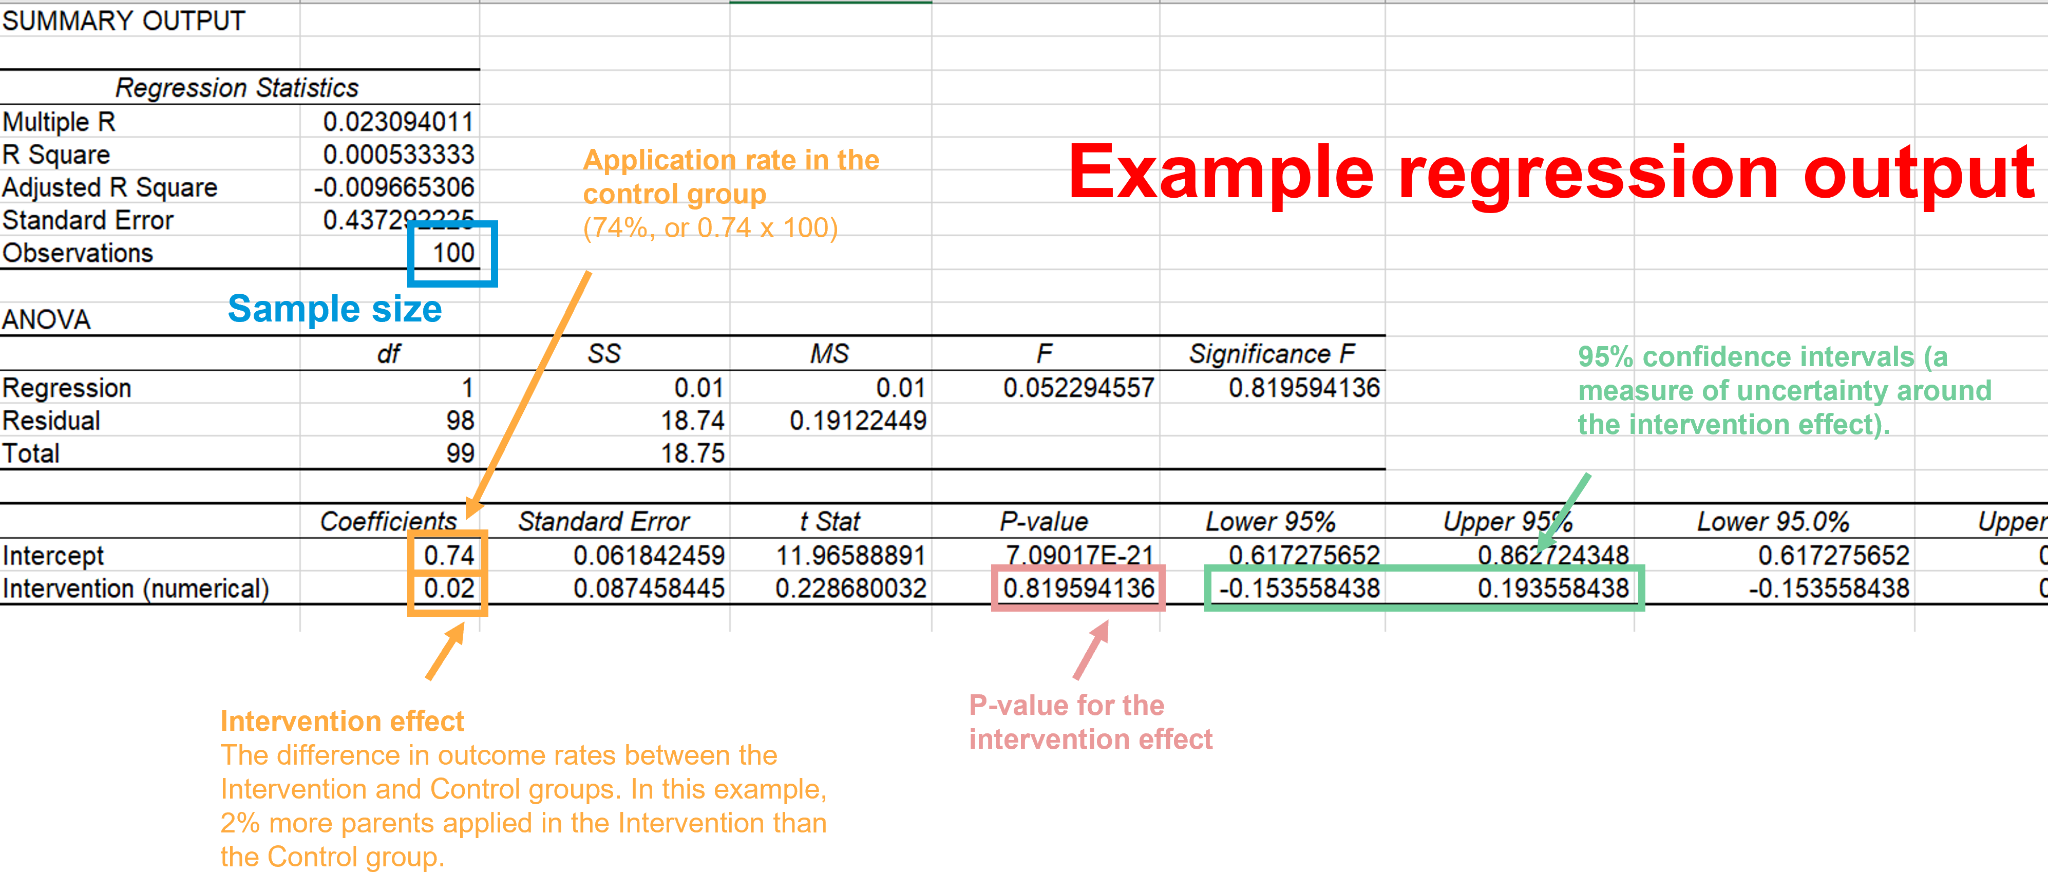 SUMMARY OUTPUT
Regression Statistics
Multiple R 0.023094011
R Square 0.000533333
Adjusted R Square -0.009665306
Standard Error 0.437292225
Observations 100
Sample size
Application rate in the
control group
(74%, or 0.74 x 100)
Example regression output
ANOVA
df SS MS F Significance F
Regression 1 0.01 0.01 0.052294557 0.819594136
Residual 98 18.74 0.19122449
Total 99 18.75
95% confidence intervals (a
measure of uncertainty around
the intervention effect).
Coefficients Standard Error t Stat P-value Lower 95% Upper 95% Lower 95.0% Upper
Intercept 0.74 0.061842459 11.96588891 7.09017E-21 0.617275652 0.862724348 0.617275652
Intervention (numerical) 0.02 0.087458445 0.228680032 0.819594136 -0.153558438 0.193558438 -0.153558438
Intervention effect
The difference in outcome rates between the
Intervention and Control groups. In this example,
2% more parents applied in the Intervention than
the Control group.
P-value for the
intervention effect